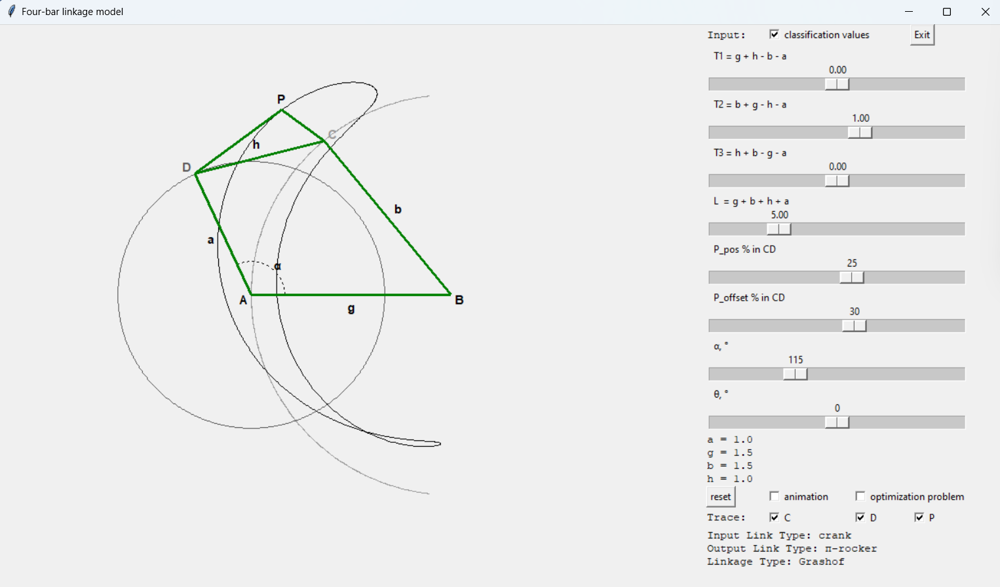 Four-bar linkage model
Input: classification values Exit
T1 = g + h - b - a
0.00
T2 = b + g - h - a
1.00
T3 = h + b - g - a
0.00
L = g + b + h + a
5.00
P_pos % in CD
25
P_offset % in CD
30
α, °
115
θ, °
0
a = 1.0
g = 1.5
b = 1.5
h = 1.0
reset animation optimization problem
Trace: C D P
Input Link Type: crank
Output Link Type: π-rocker
Linkage Type: Grashof
P
C
h
D
b
a
α
A
B
g